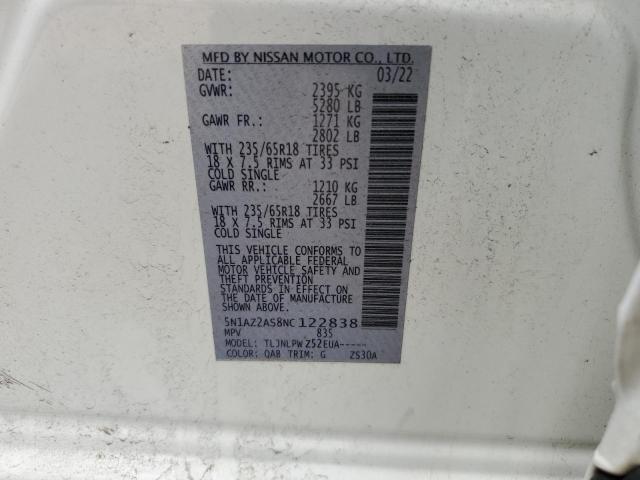 MFD BY NISSAN MOTOR CO., LTD.
DATE: 03/22
GVWR: 2395 KG
5280 LB
GAWR FR.: 1271 KG
2802 LB
WITH 235/65R18 TIRES
18 X 7.5 RIMS AT 33 PSI
COLD SINGLE
GAWR RR.: 1210 KG
2667 LB
WITH 235/65R18 TIRES
18 X 7.5 RIMS AT 33 PSI
COLD SINGLE
THIS VEHICLE CONFORMS TO
ALL APPLICABLE FEDERAL
MOTOR VEHICLE SAFETY AND
THEFT PREVENTION
STANDARDS IN EFFECT ON
THE DATE OF MANUFACTURE
SHOWN ABOVE.
5N1AZ2AS8NC122838
MPV 835
MODEL: TLJNLPW Z52EUA-----
COLOR: QAB TRIM: G ZS30A